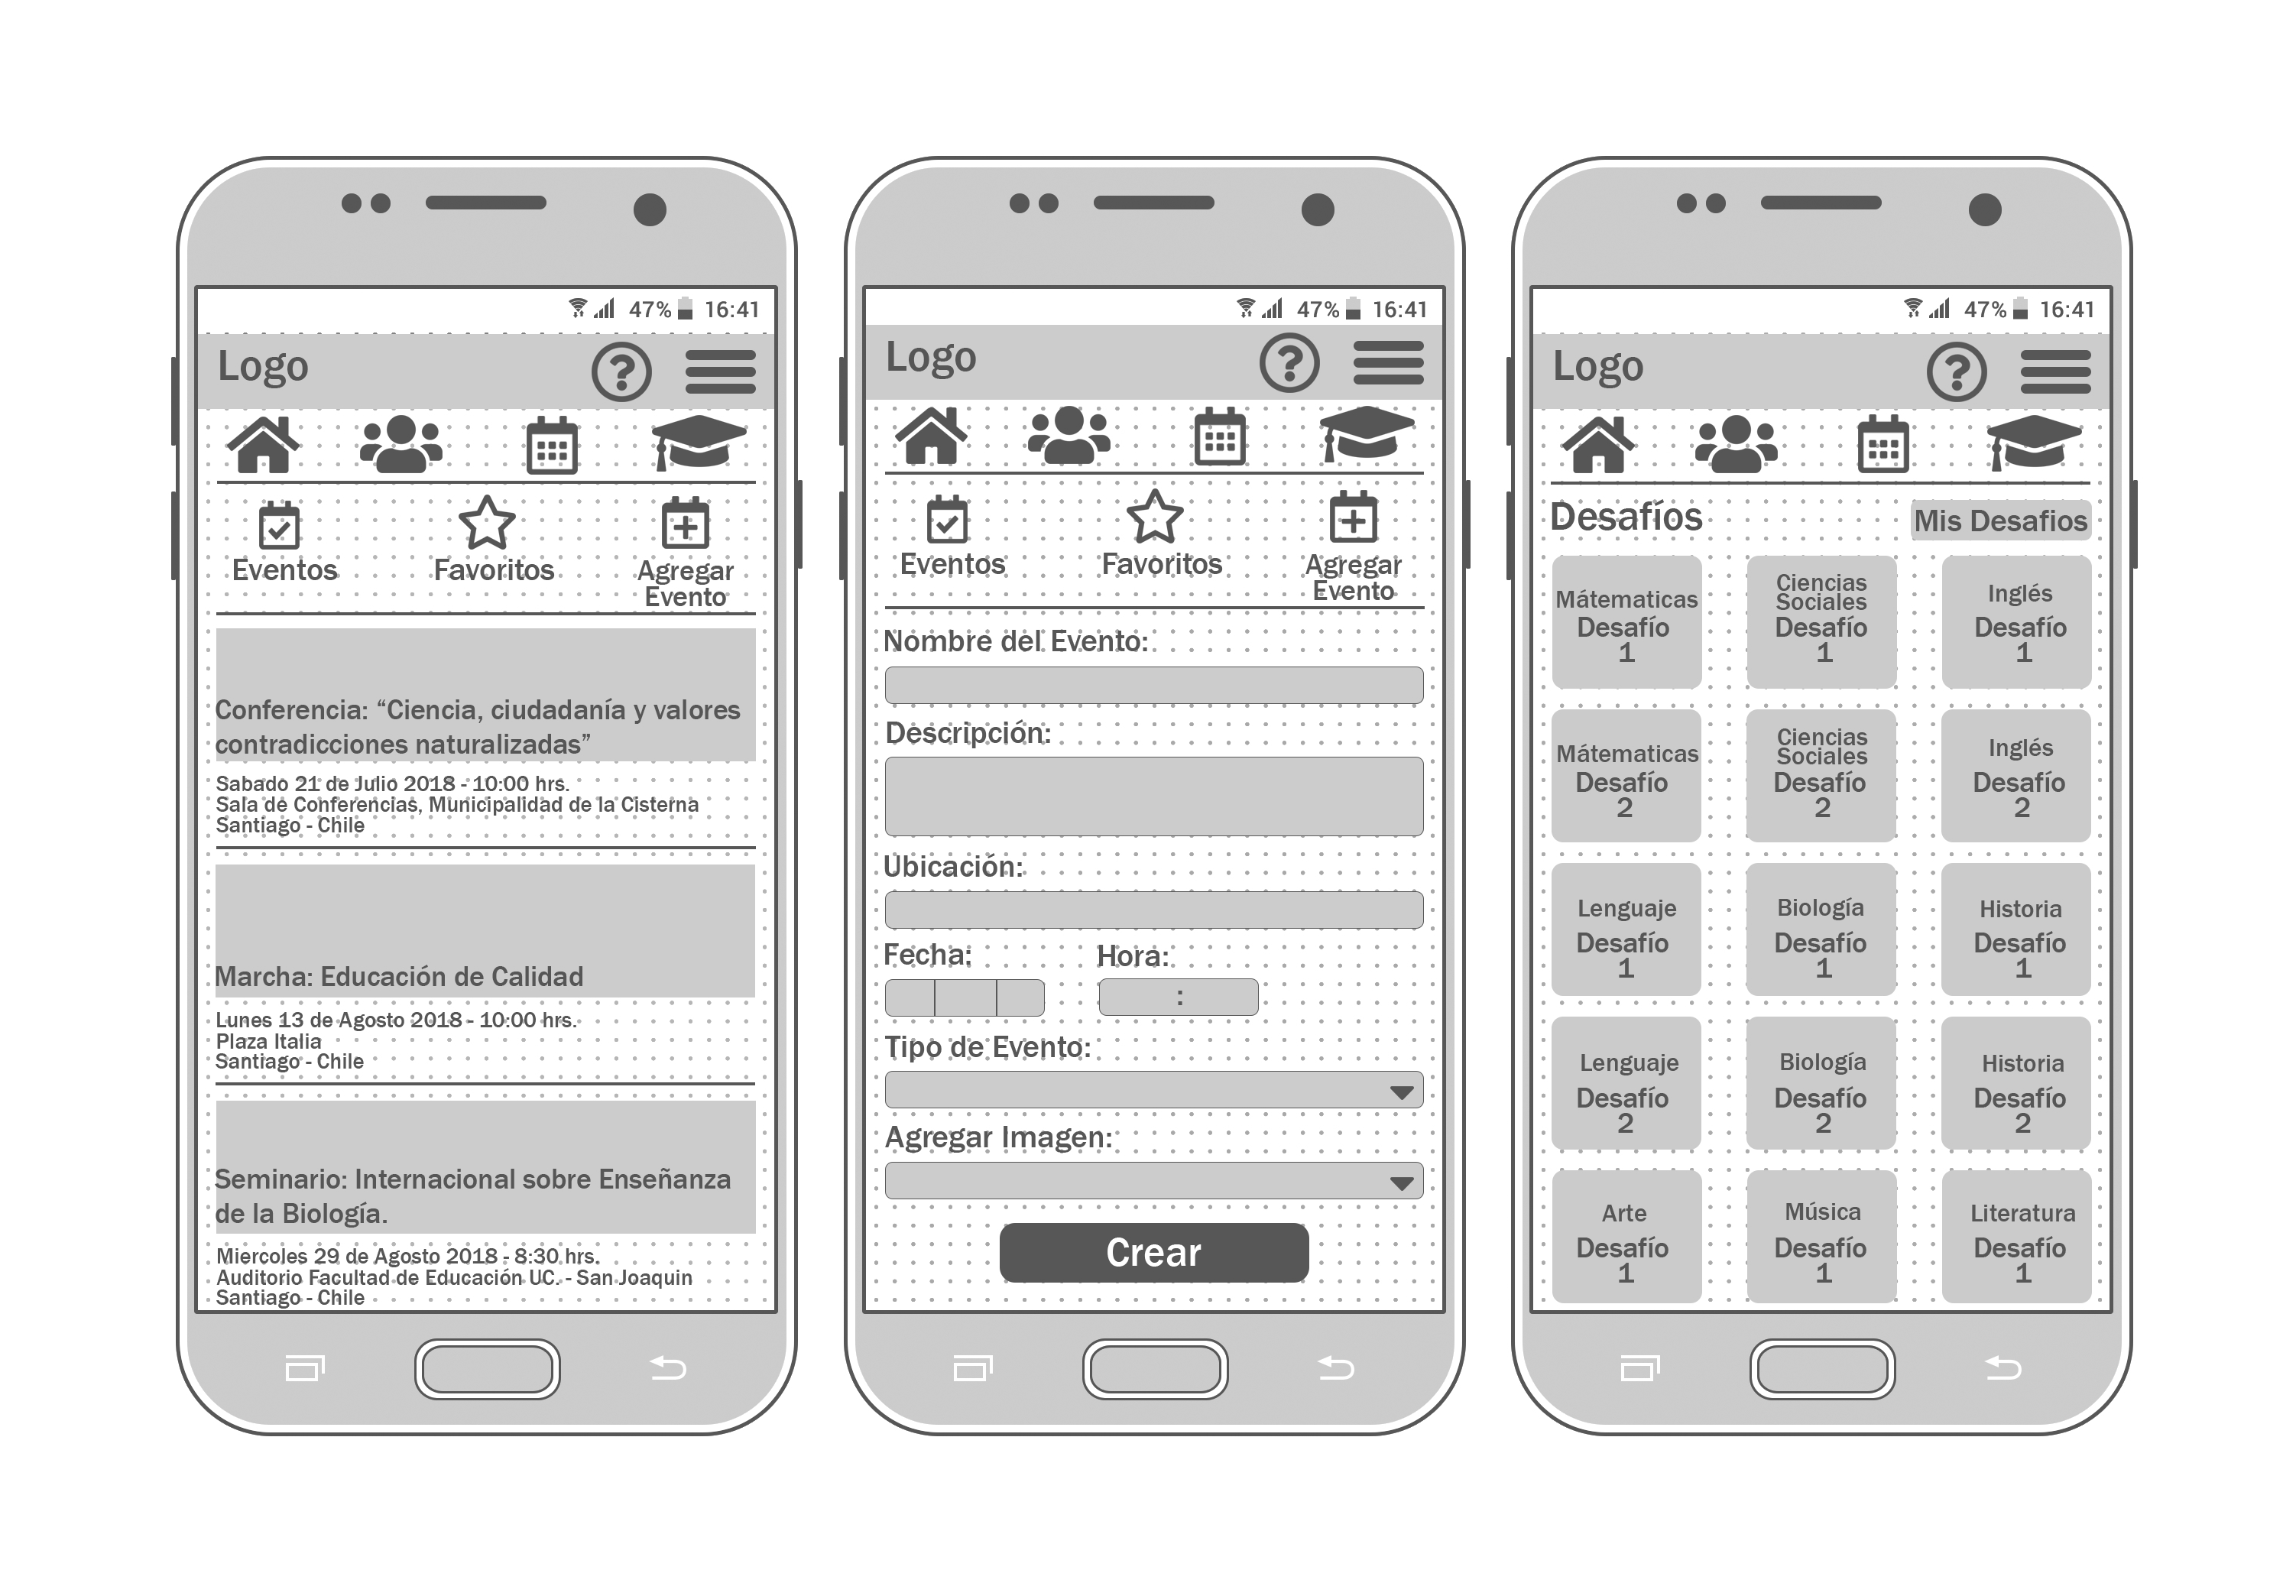 47% 16:41
Logo
Eventos Favoritos Agregar
Evento
Conferencia: “Ciencia, ciudadanía y valores
contradicciones naturalizadas”
Sabado 21 de Julio 2018 - 10:00 hrs.
Sala de Conferencias, Municipalidad de la Cisterna
Santiago - Chile
Marcha: Educación de Calidad
Lunes 13 de Agosto 2018 - 10:00 hrs.
Plaza Italia
Santiago - Chile
Seminario: Internacional sobre Enseñanza
de la Biología.
Miercoles 29 de Agosto 2018 - 8:30 hrs.
Auditorio Facultad de Educación UC. - San Joaquin
Santiago - Chile
47% 16:41
Logo
Eventos Favoritos Agregar
Evento
Nombre del Evento:
Descripción:
Ubicación:
Fecha: Hora:
:
Tipo de Evento:
Agregar Imagen:
Crear
47% 16:41
Logo
Desafíos Mis Desafios
Mátematicas
Desafío
1
Ciencias
Sociales
Desafío
1
Inglés
Desafío
1
Mátematicas
Desafío
2
Ciencias
Sociales
Desafío
2
Inglés
Desafío
2
Lenguaje
Desafío
1
Biología
Desafío
1
Historia
Desafío
1
Lenguaje
Desafío
2
Biología
Desafío
2
Historia
Desafío
2
Arte
Desafío
1
Música
Desafío
1
Literatura
Desafío
1